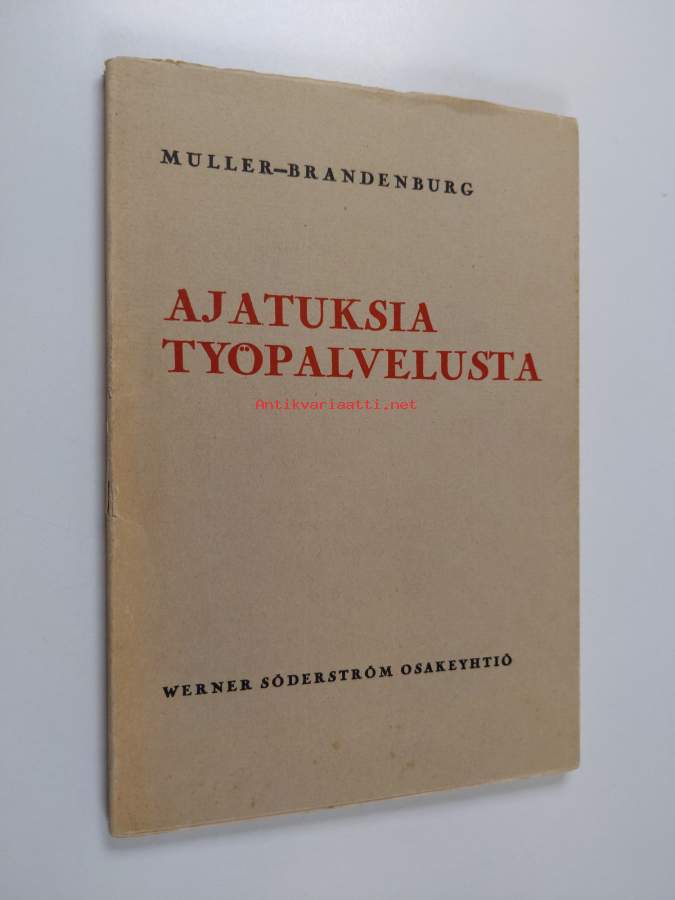 MULLER–BRANDENBURG
AJATUKSIA
TYÖPALVELUSTA
Antikvariaatti.net
WERNER SÖDERSTRÖM OSAKEYHTIÖ